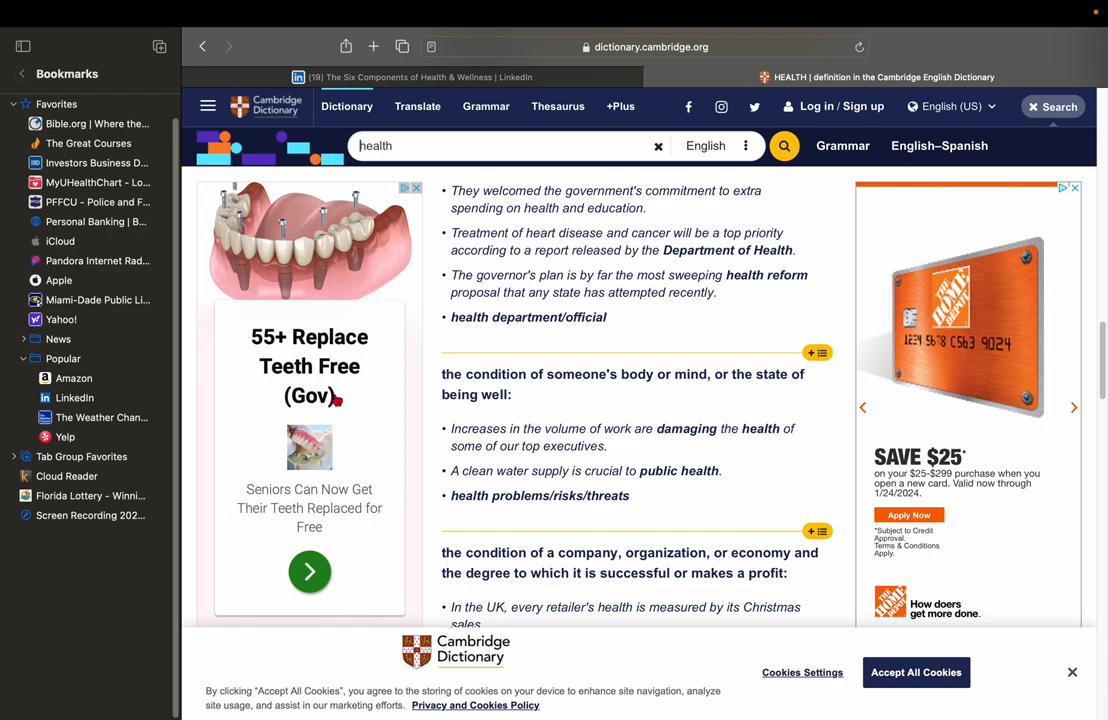 Bookmarks
Favorites
Bible.org | Where the...
The Great Courses
Investors Business D...
MyUHealthChart - Lo...
PFFCU - Police and F...
Personal Banking | B...
iCloud
Pandora Internet Rad...
Apple
Miami-Dade Public Li...
Yahoo!
News
Popular
Amazon
LinkedIn
The Weather Chan...
Yelp
Tab Group Favorites
Cloud Reader
Florida Lottery - Winni...
Screen Recording 202...
dictionary.cambridge.org
(19) The Six Components of Health & Wellness | LinkedIn
HEALTH | definition in the Cambridge English Dictionary
Cambridge
Dictionary
Dictionary
Translate
Grammar
Thesaurus
+Plus
Log in / Sign up
English (US)
Search
health
English
Grammar
English–Spanish
55+ Replace
Teeth Free
(Gov)
Seniors Can Now Get
Their Teeth Replaced for
Free
• They welcomed the government's commitment to extra
spending on health and education.
• Treatment of heart disease and cancer will be a top priority
according to a report released by the Department of Health.
• The governor's plan is by far the most sweeping health reform
proposal that any state has attempted recently.
• health department/official
the condition of someone's body or mind, or the state of
being well:
• Increases in the volume of work are damaging the health of
some of our top executives.
• A clean water supply is crucial to public health.
• health problems/risks/threats
the condition of a company, organization, or economy and
the degree to which it is successful or makes a profit:
• In the UK, every retailer's health is measured by its Christmas
sales.
THE HOME DEPOT
1234 5678 C563 9024
SAVE $25*
on your $25-$299 purchase when you
open a new card. Valid now through
1/24/2024.
Apply Now
*Subject to Credit
Approval.
Terms & Conditions
Apply.
THE HOME DEPOT
How doers
get more done.
Cambridge
Dictionary
By clicking "Accept All Cookies", you agree to the storing of cookies on your device to enhance site navigation, analyze
site usage, and assist in our marketing efforts. Privacy and Cookies Policy
Cookies Settings
Accept All Cookies